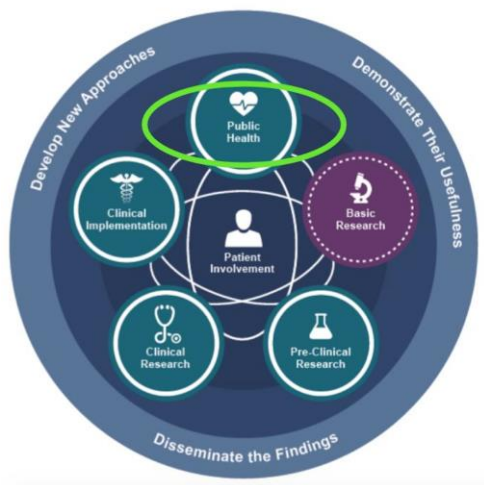 Develop New Approaches
Demonstrate Their Usefulness
Public
Health
Clinical
Implementation
Basic
Research
Patient
Involvement
Clinical
Research
Pre-Clinical
Research
Disseminate the Findings